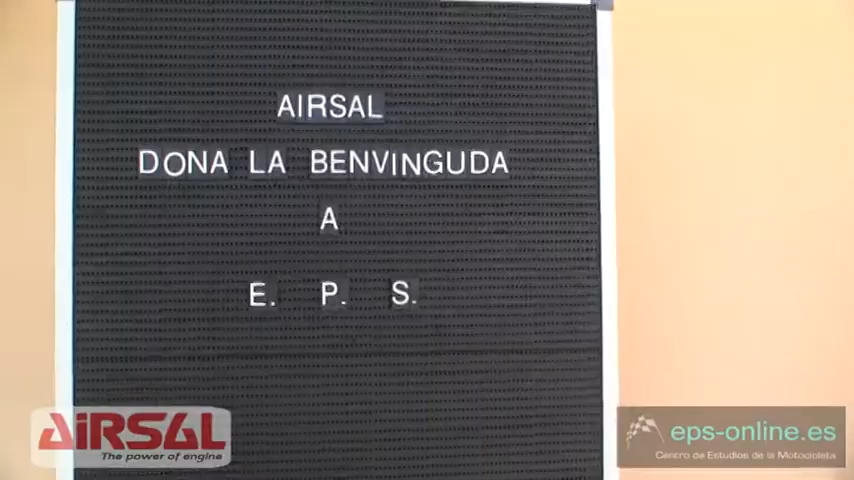 AIRSAL
DONA LA BENVINGUDA
A
E. P. S.
AIRSAL
The power of engine
eps-online.es
Centro de Estudios de la Motocicleta